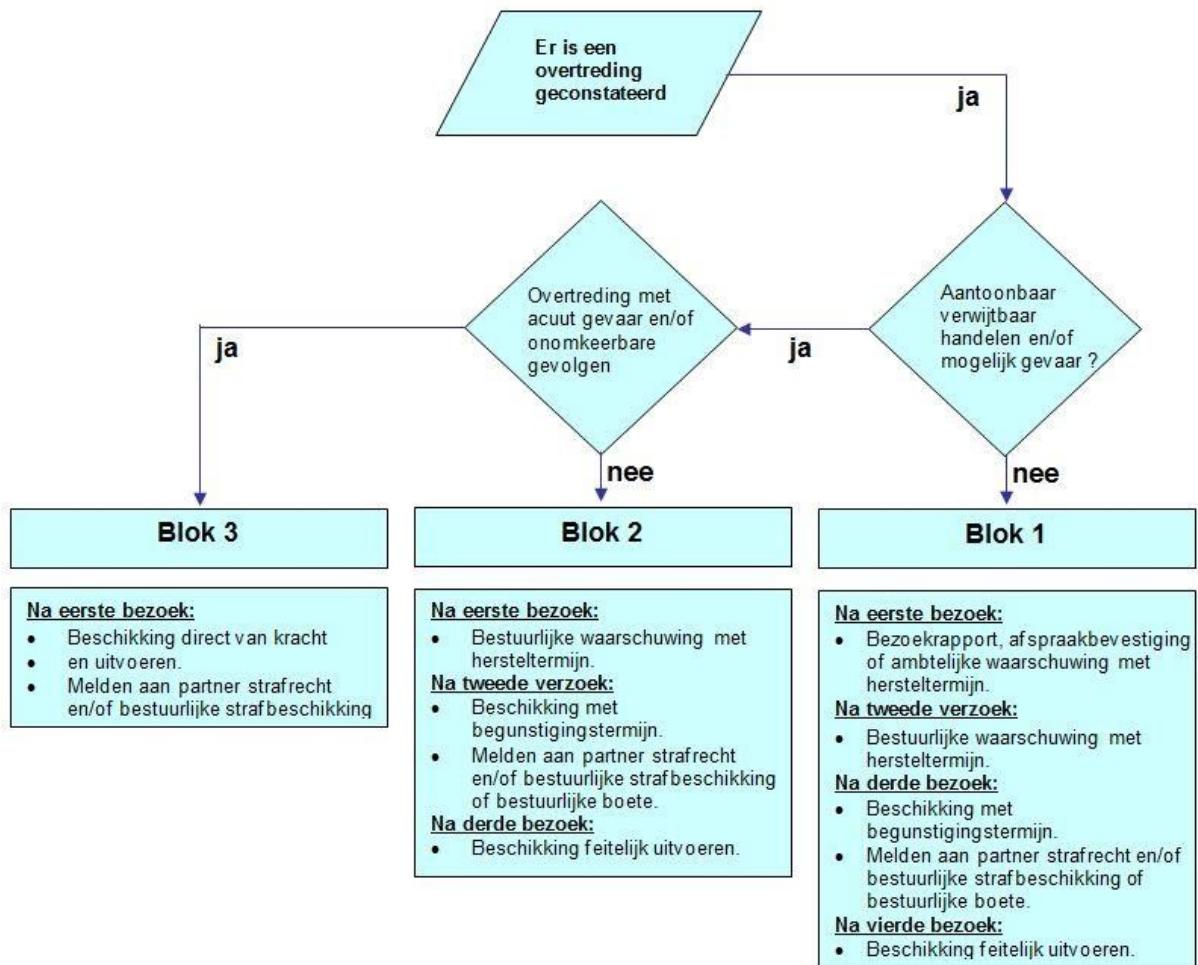 Er is een
overtreding
geconstateerd
ja
Aantoonbaar
verwijtbaar
handelen en/of
mogelijk gevaar ?
ja
Overtreding met
acuut gevaar en/of
onomkeerbare
gevolgen
ja
nee
nee
Blok 3
Na eerste bezoek:
• Beschikking direct van kracht
• en uitvoeren.
• Melden aan partner strafrecht
en/of bestuurlijke strafbeschikking
Blok 2
Na eerste bezoek:
• Bestuurlijke waarschuwing met
hersteltermijn.
Na tweede verzoek:
• Beschikking met
begunstigingstermijn.
• Melden aan partner strafrecht
en/of bestuurlijke strafbeschikking
of bestuurlijke boete.
Na derde bezoek:
• Beschikking feitelijk uitvoeren.
Blok 1
Na eerste bezoek:
• Bezoekrapport, afspraakbevestiging
of ambtelijke waarschuwing met
hersteltermijn.
Na tweede verzoek:
• Bestuurlijke waarschuwing met
hersteltermijn.
Na derde bezoek:
• Beschikking met
begunstigingstermijn.
• Melden aan partner strafrecht en/of
bestuurlijke strafbeschikking of
bestuurlijke boete.
Na vierde bezoek:
• Beschikking feitelijk uitvoeren.